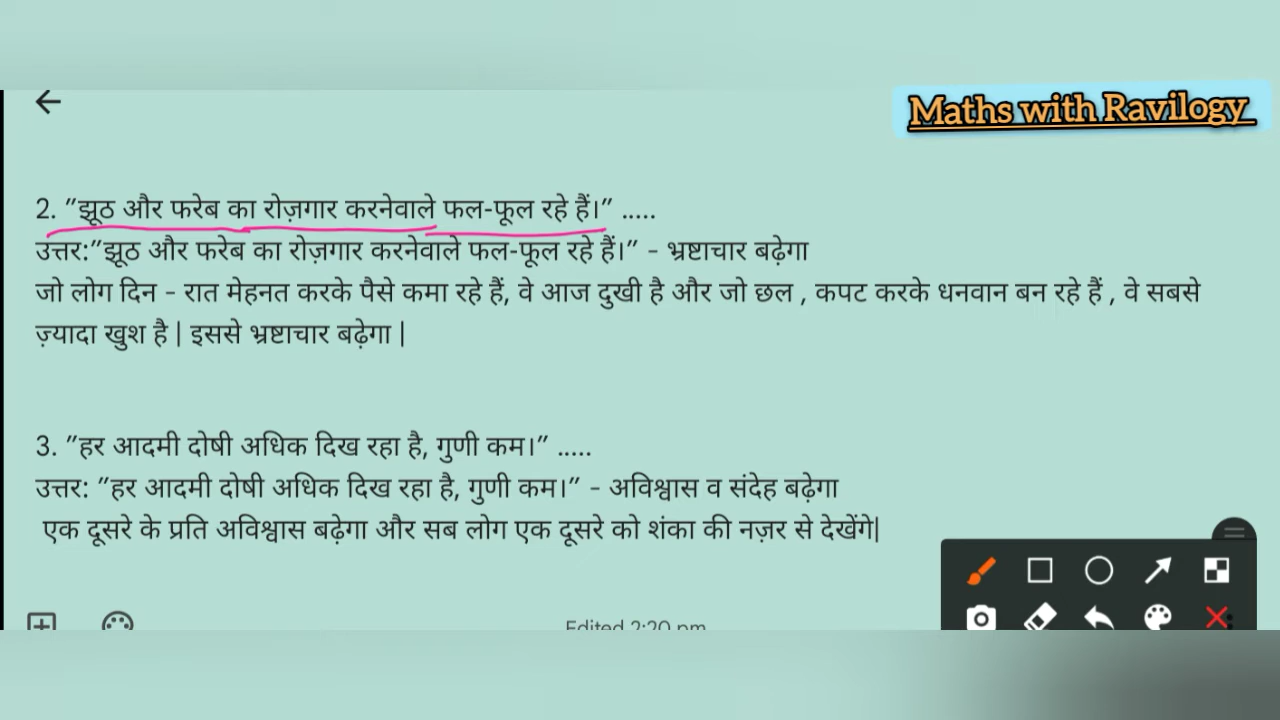 Maths with Ravilogy
2. "झूठ और फरेब का रोज़गार करनेवाले फल-फूल रहे हैं।" .....
उत्तर:"झूठ और फरेब का रोज़गार करनेवाले फल-फूल रहे हैं।" - भ्रष्टाचार बढ़ेगा
जो लोग दिन - रात मेहनत करके पैसे कमा रहे हैं, वे आज दुखी है और जो छल , कपट करके धनवान बन रहे हैं , वे सबसे
ज़्यादा खुश है | इससे भ्रष्टाचार बढ़ेगा |
3. "हर आदमी दोषी अधिक दिख रहा है, गुणी कम।" .....
उत्तर: "हर आदमी दोषी अधिक दिख रहा है, गुणी कम।" - अविश्वास व संदेह बढ़ेगा
एक दूसरे के प्रति अविश्वास बढ़ेगा और सब लोग एक दूसरे को शंका की नज़र से देखेंगे|
Edited 2:20 pm